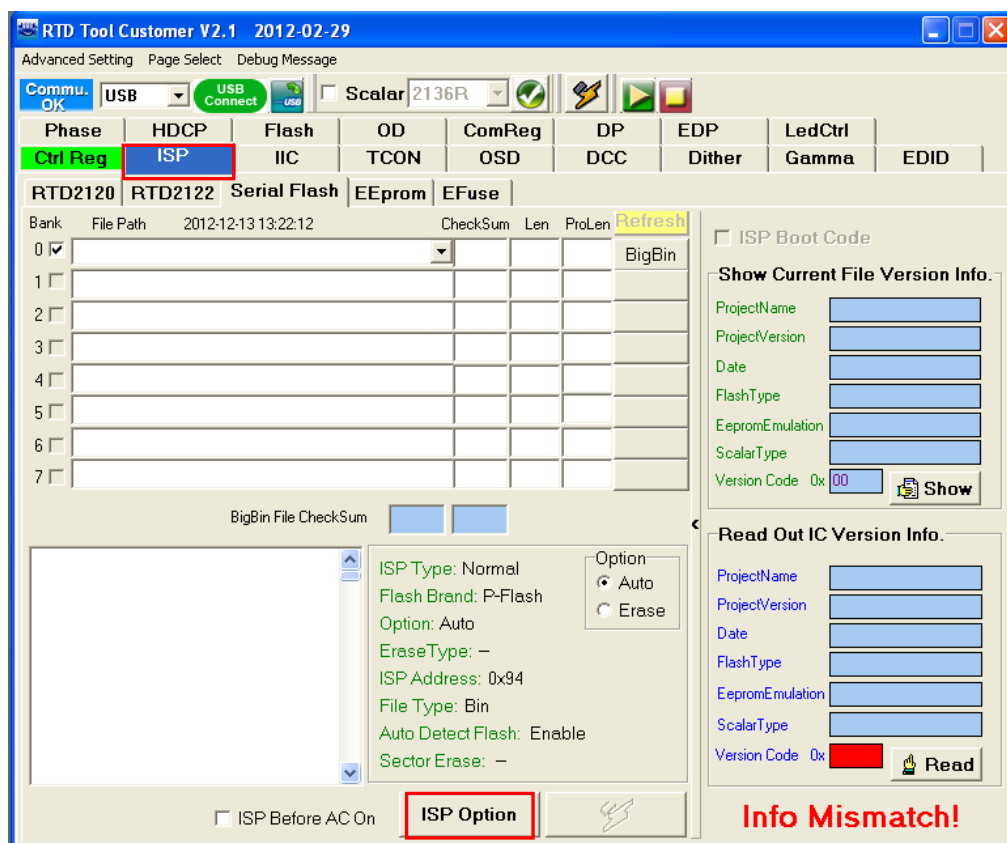 RTD Tool Customer V2.1 2012-02-29
Advanced Setting Page Select Debug Message
Commu. OK USB USB Connect USB Scalar 2136R
Phase HDCP Flash OD ComReg DP EDP LedCtrl
Ctrl Reg ISP IIC TCON OSD DCC Dither Gamma EDID
RTD2120 RTD2122 Serial Flash EEprom EFuse
Bank File Path 2012-12-13 13:22:12 CheckSum Len ProLen Refresh
0 BigBin
1
2
3
4
5
6
7
BigBin File CheckSum
ISP Type: Normal
Flash Brand: P-Flash
Option: Auto
EraseType: –
ISP Address: 0x94
File Type: Bin
Auto Detect Flash: Enable
Sector Erase: –
Option
Auto
Erase
ISP Before AC On ISP Option
<
ISP Boot Code
Show Current File Version Info.
ProjectName
ProjectVersion
Date
FlashType
EepromEmulation
ScalarType
Version Code 0x 00 Show
Read Out IC Version Info.
ProjectName
ProjectVersion
Date
FlashType
EepromEmulation
ScalarType
Version Code 0x Read
Info Mismatch!